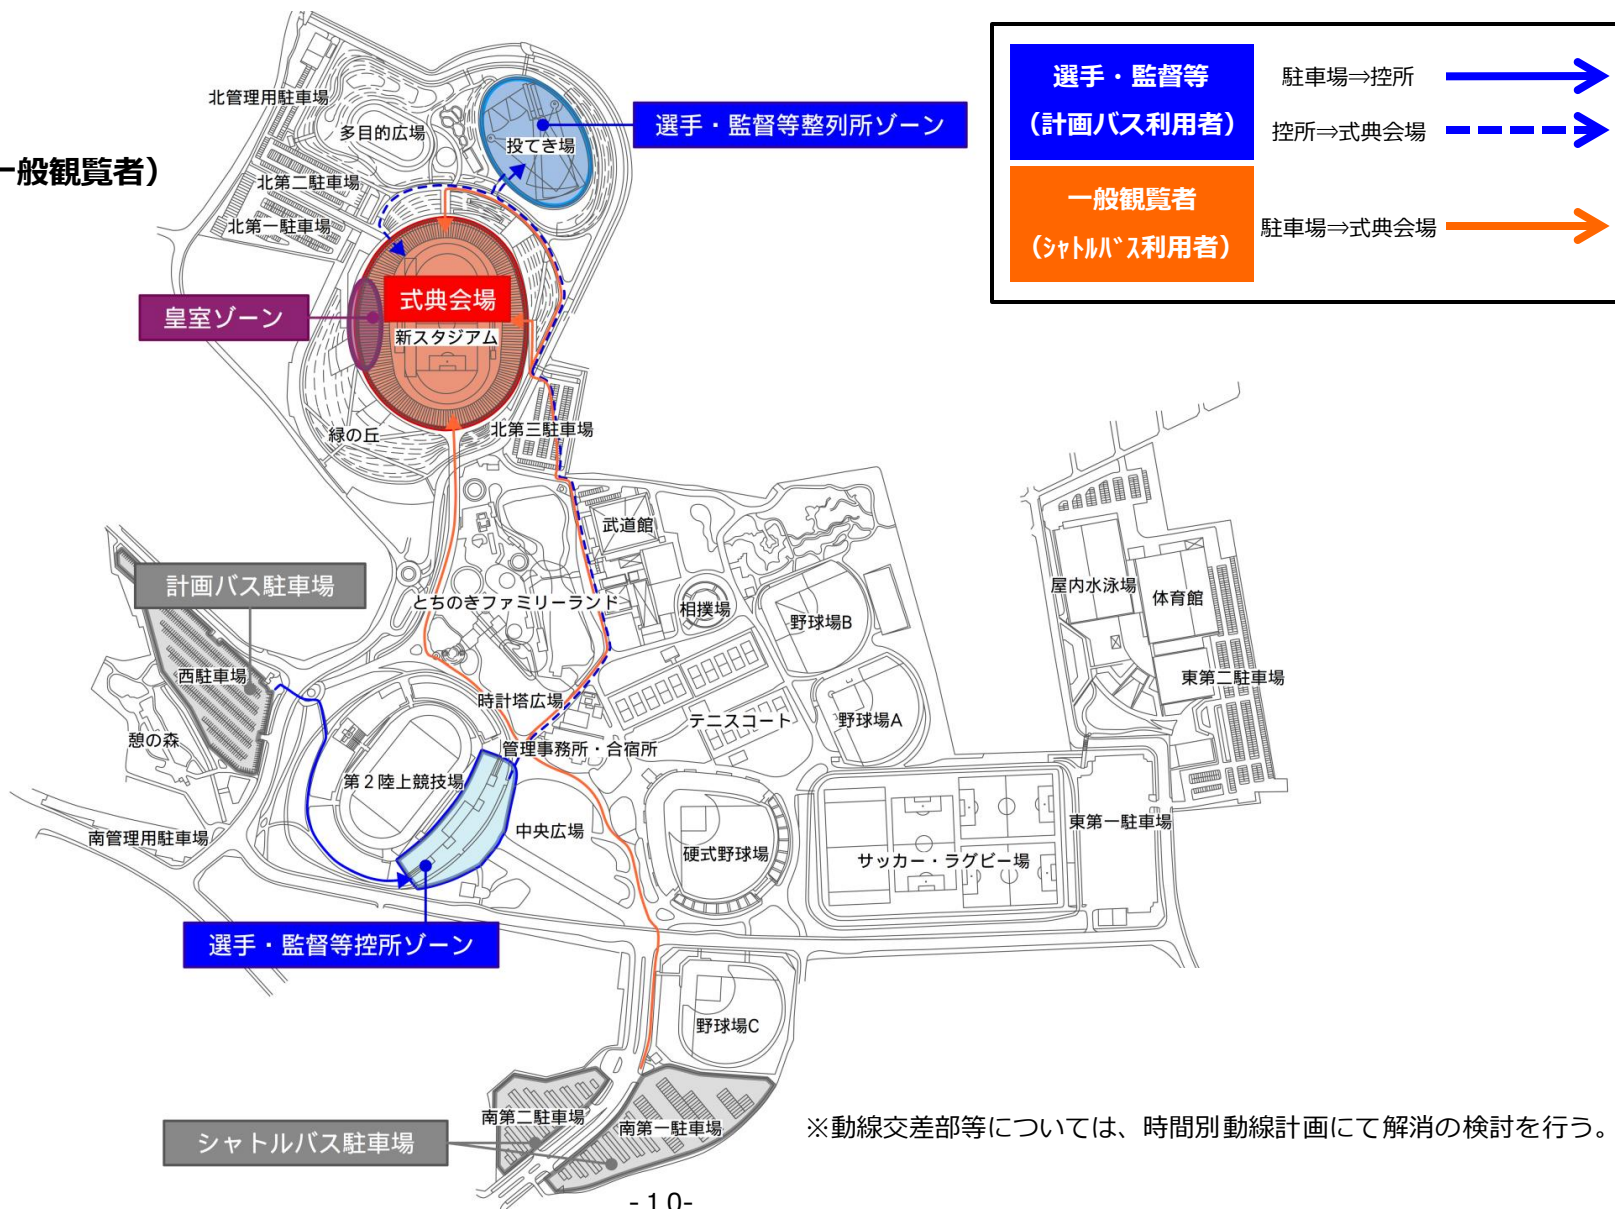 一般観覧者）
選手・監督等
（計画バス利用者）
駐車場⇒控所
控所⇒式典会場
一般観覧者
（ｼｬﾄﾙﾊﾞｽ利用者）
駐車場⇒式典会場
北管理用駐車場
多目的広場
投てき場
選手・監督等整列所ゾーン
北第二駐車場
北第一駐車場
皇室ゾーン
式典会場
新スタジアム
緑の丘
北第三駐車場
武道館
計画バス駐車場
とちのきファミリーランド
相撲場
野球場B
屋内水泳場
体育館
西駐車場
東第二駐車場
時計塔広場
テニスコート
野球場A
憩の森
管理事務所・合宿所
第２陸上競技場
南管理用駐車場
中央広場
硬式野球場
サッカー・ラグビー場
東第一駐車場
選手・監督等控所ゾーン
野球場C
南第二駐車場
南第一駐車場
シャトルバス駐車場
※動線交差部等については、時間別動線計画にて解消の検討を行う。
-10-